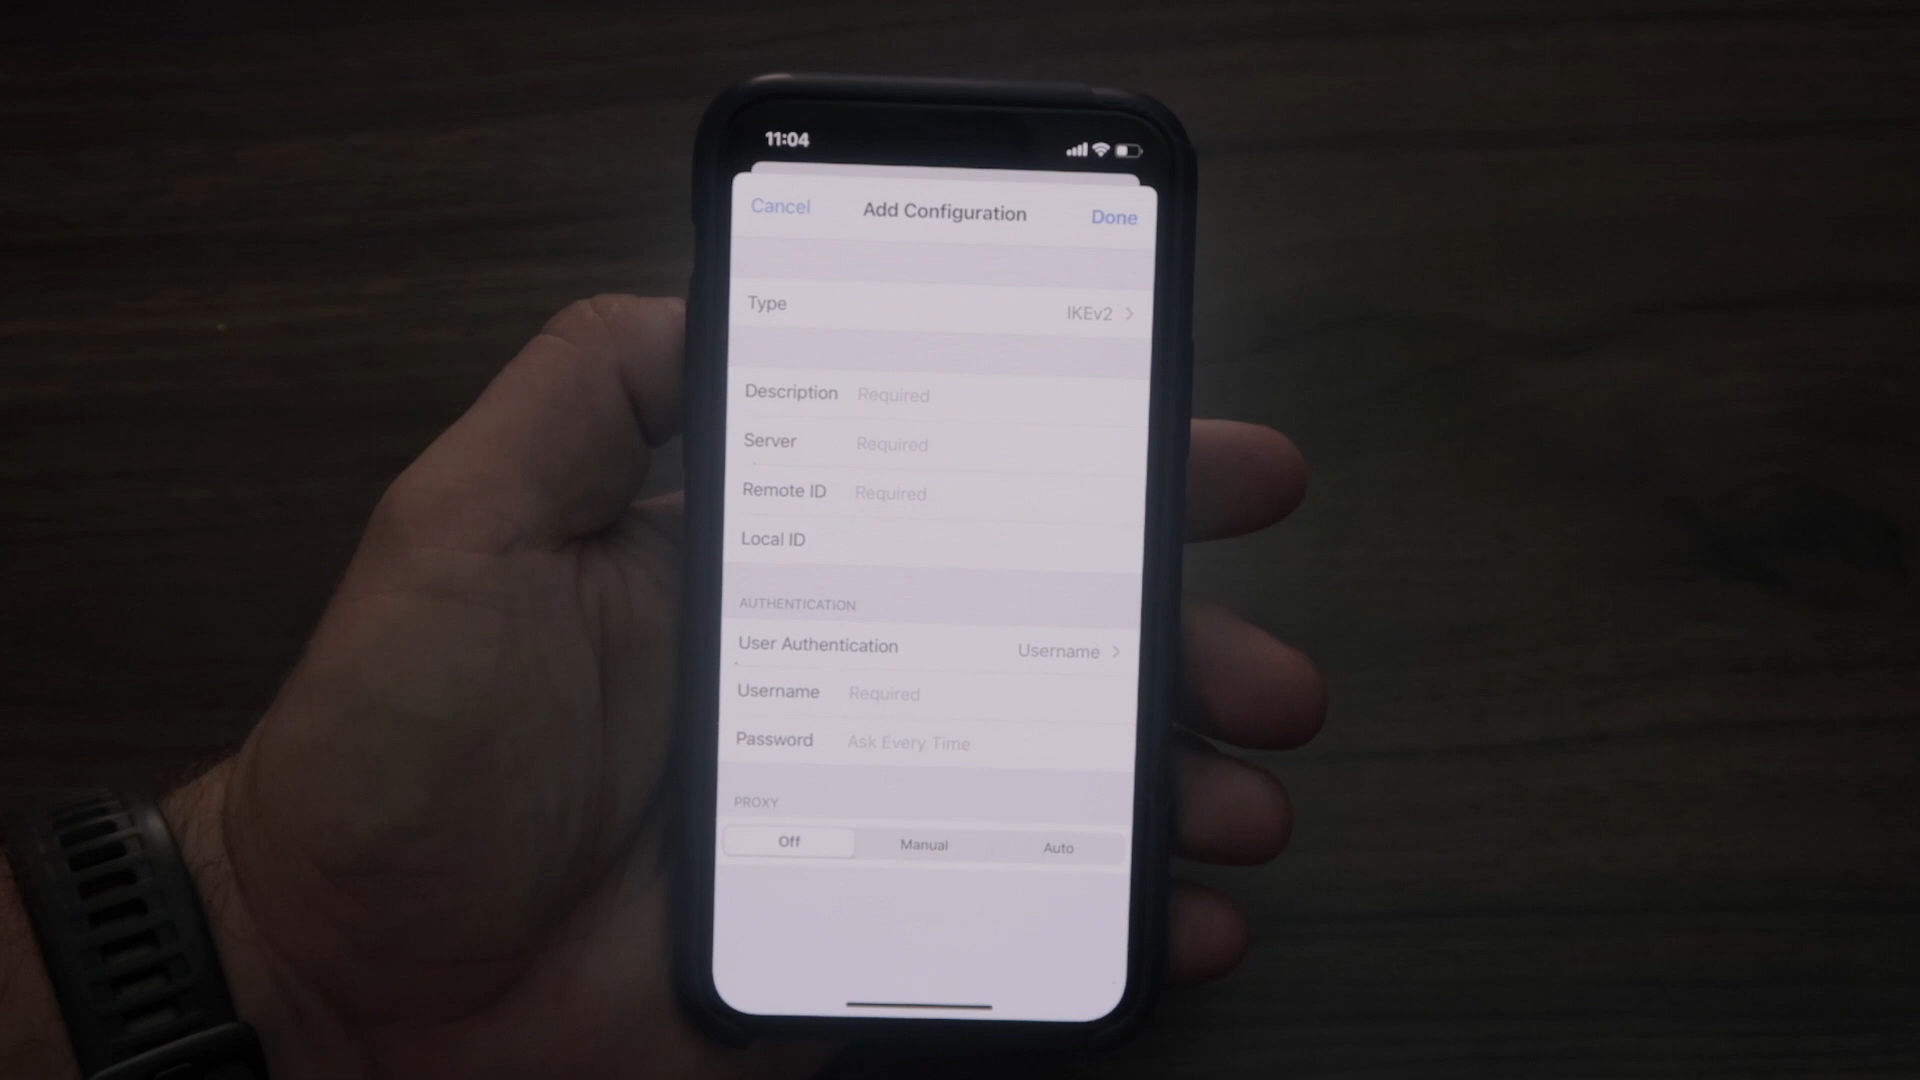 11:04
Cancel Add Configuration Done
Type IKEv2
Description Required
Server Required
Remote ID Required
Local ID
AUTHENTICATION
User Authentication Username
Username Required
Password Ask Every Time
PROXY
Off Manual Auto